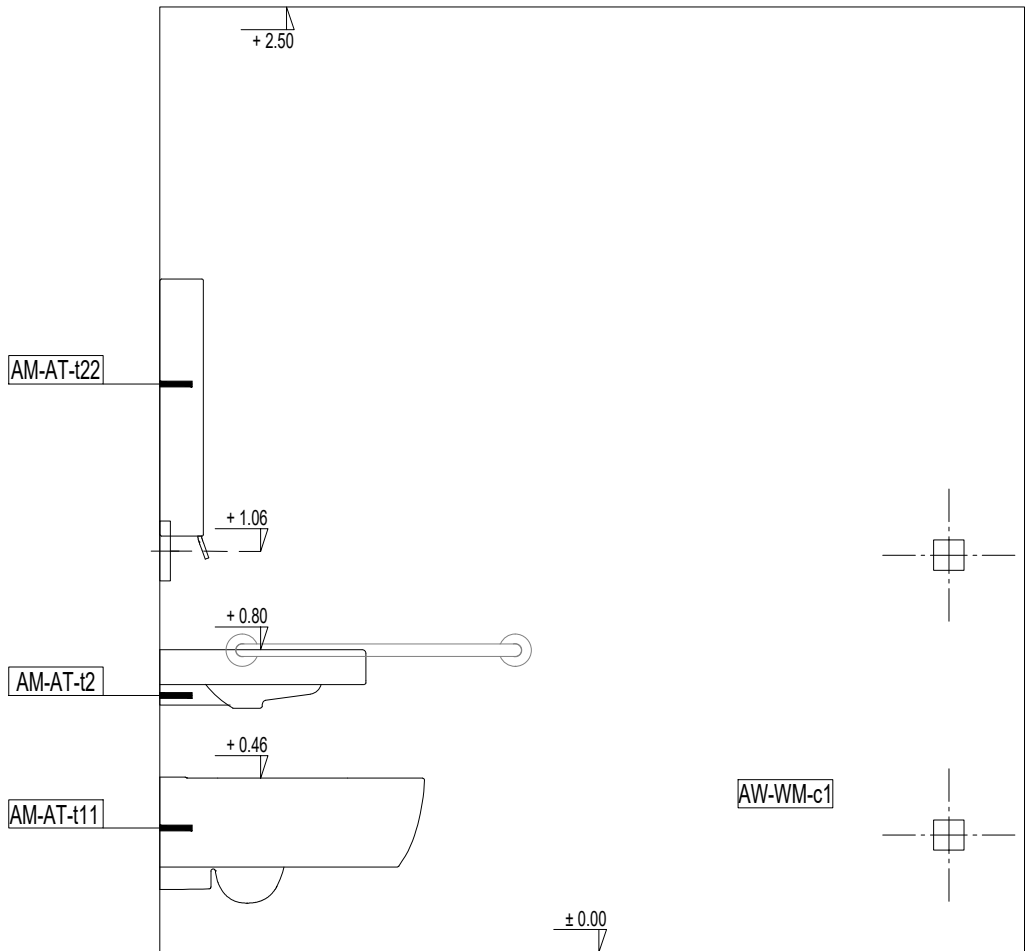 + 2.50
AM-AT-t22
+ 1.06
+ 0.80
AM-AT-t2
+ 0.46
AW-WM-c1
AM-AT-t11
± 0.00